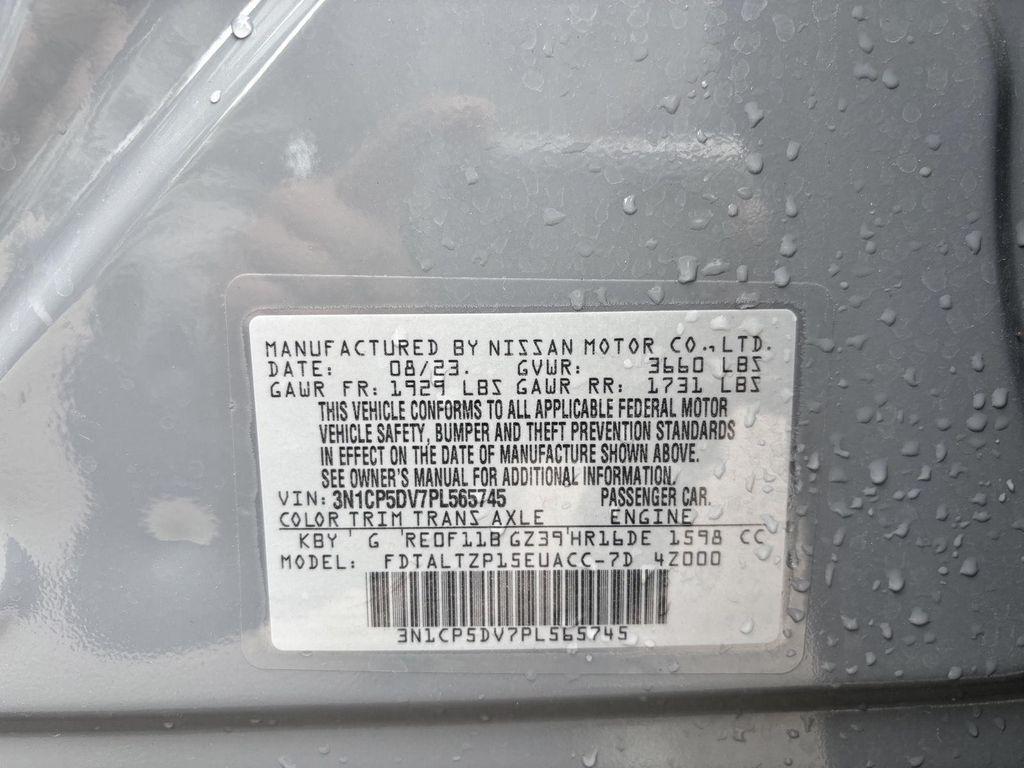 MANUFACTURED BY NISSAN MOTOR CO., LTD.
DATE: 08/23. GVWR: 3660 LBS
GAWR FR: 1929 LBS GAWR RR: 1731 LBS
THIS VEHICLE CONFORMS TO ALL APPLICABLE FEDERAL MOTOR
VEHICLE SAFETY, BUMPER AND THEFT PREVENTION STANDARDS
IN EFFECT ON THE DATE OF MANUFACTURE SHOWN ABOVE.
SEE OWNER'S MANUAL FOR ADDITIONAL INFORMATION.
VIN: 3N1CP5DV7PL565745 PASSENGER CAR.
COLOR TRIM TRANS AXLE ENGINE
KBY G RE0F11B GZ39 HR16DE 1598 CC
MODEL: FDTALTZP15EUACC-7D 4Z000
3N1CP5DV7PL565745